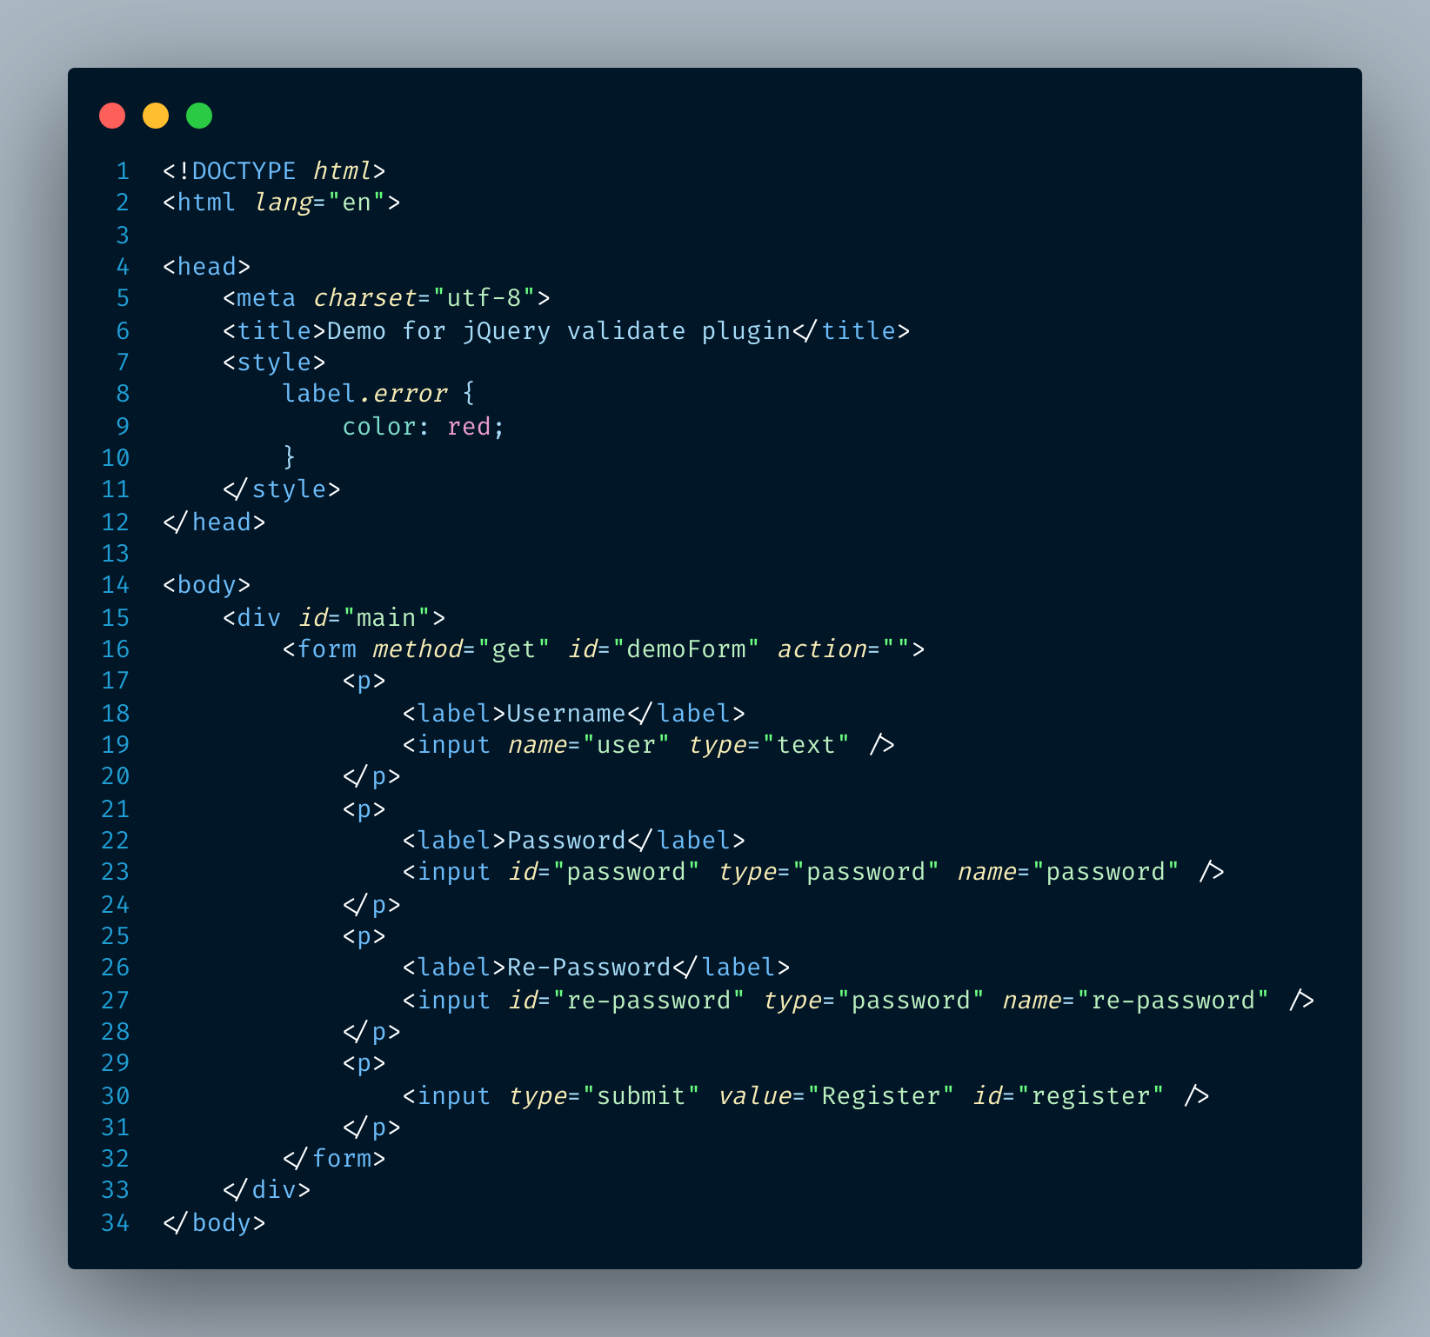 1 <!DOCTYPE html>
2 <html lang="en">
3
4 <head>
5     <meta charset="utf-8">
6     <title>Demo for jQuery validate plugin</title>
7     <style>
8         label.error {
9             color: red;
10         }
11     </style>
12 </head>
13
14 <body>
15     <div id="main">
16         <form method="get" id="demoForm" action="">
17             <p>
18                 <label>Username</label>
19                 <input name="user" type="text" />
20             </p>
21             <p>
22                 <label>Password</label>
23                 <input id="password" type="password" name="password" />
24             </p>
25             <p>
26                 <label>Re-Password</label>
27                 <input id="re-password" type="password" name="re-password" />
28             </p>
29             <p>
30                 <input type="submit" value="Register" id="register" />
31             </p>
32         </form>
33     </div>
34 </body>